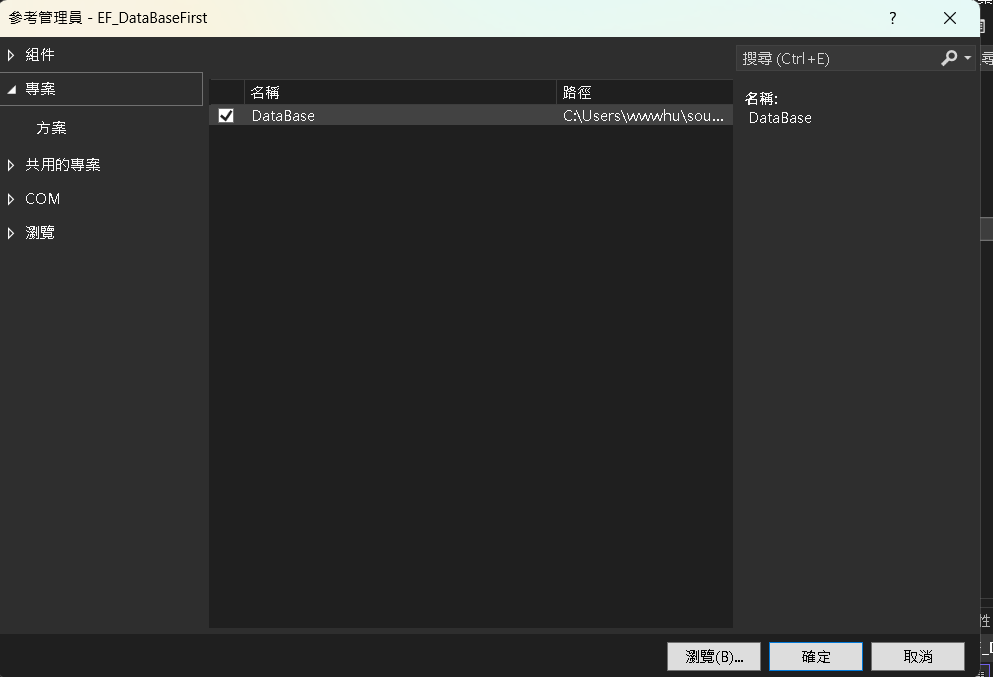 參考管理員 - EF_DataBaseFirst
?
組件
專案
方案
共用的專案
COM
瀏覽
名稱 路徑
DataBase C:\Users\wwwhu\sou...
搜尋 (Ctrl+E)
名稱:
DataBase
瀏覽(B)...
確定
取消
尋
性